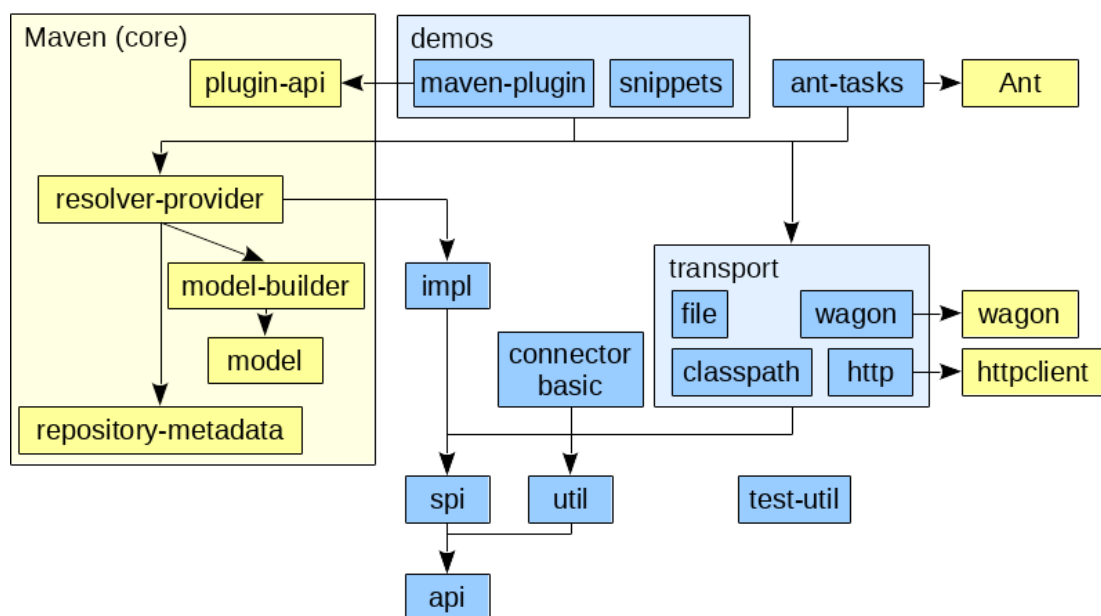 Maven (core)
demos
plugin-api
maven-plugin
snippets
ant-tasks
Ant
resolver-provider
model-builder
impl
transport
file
wagon
wagon
model
connector
basic
classpath
http
httpclient
repository-metadata
spi
util
test-util
api